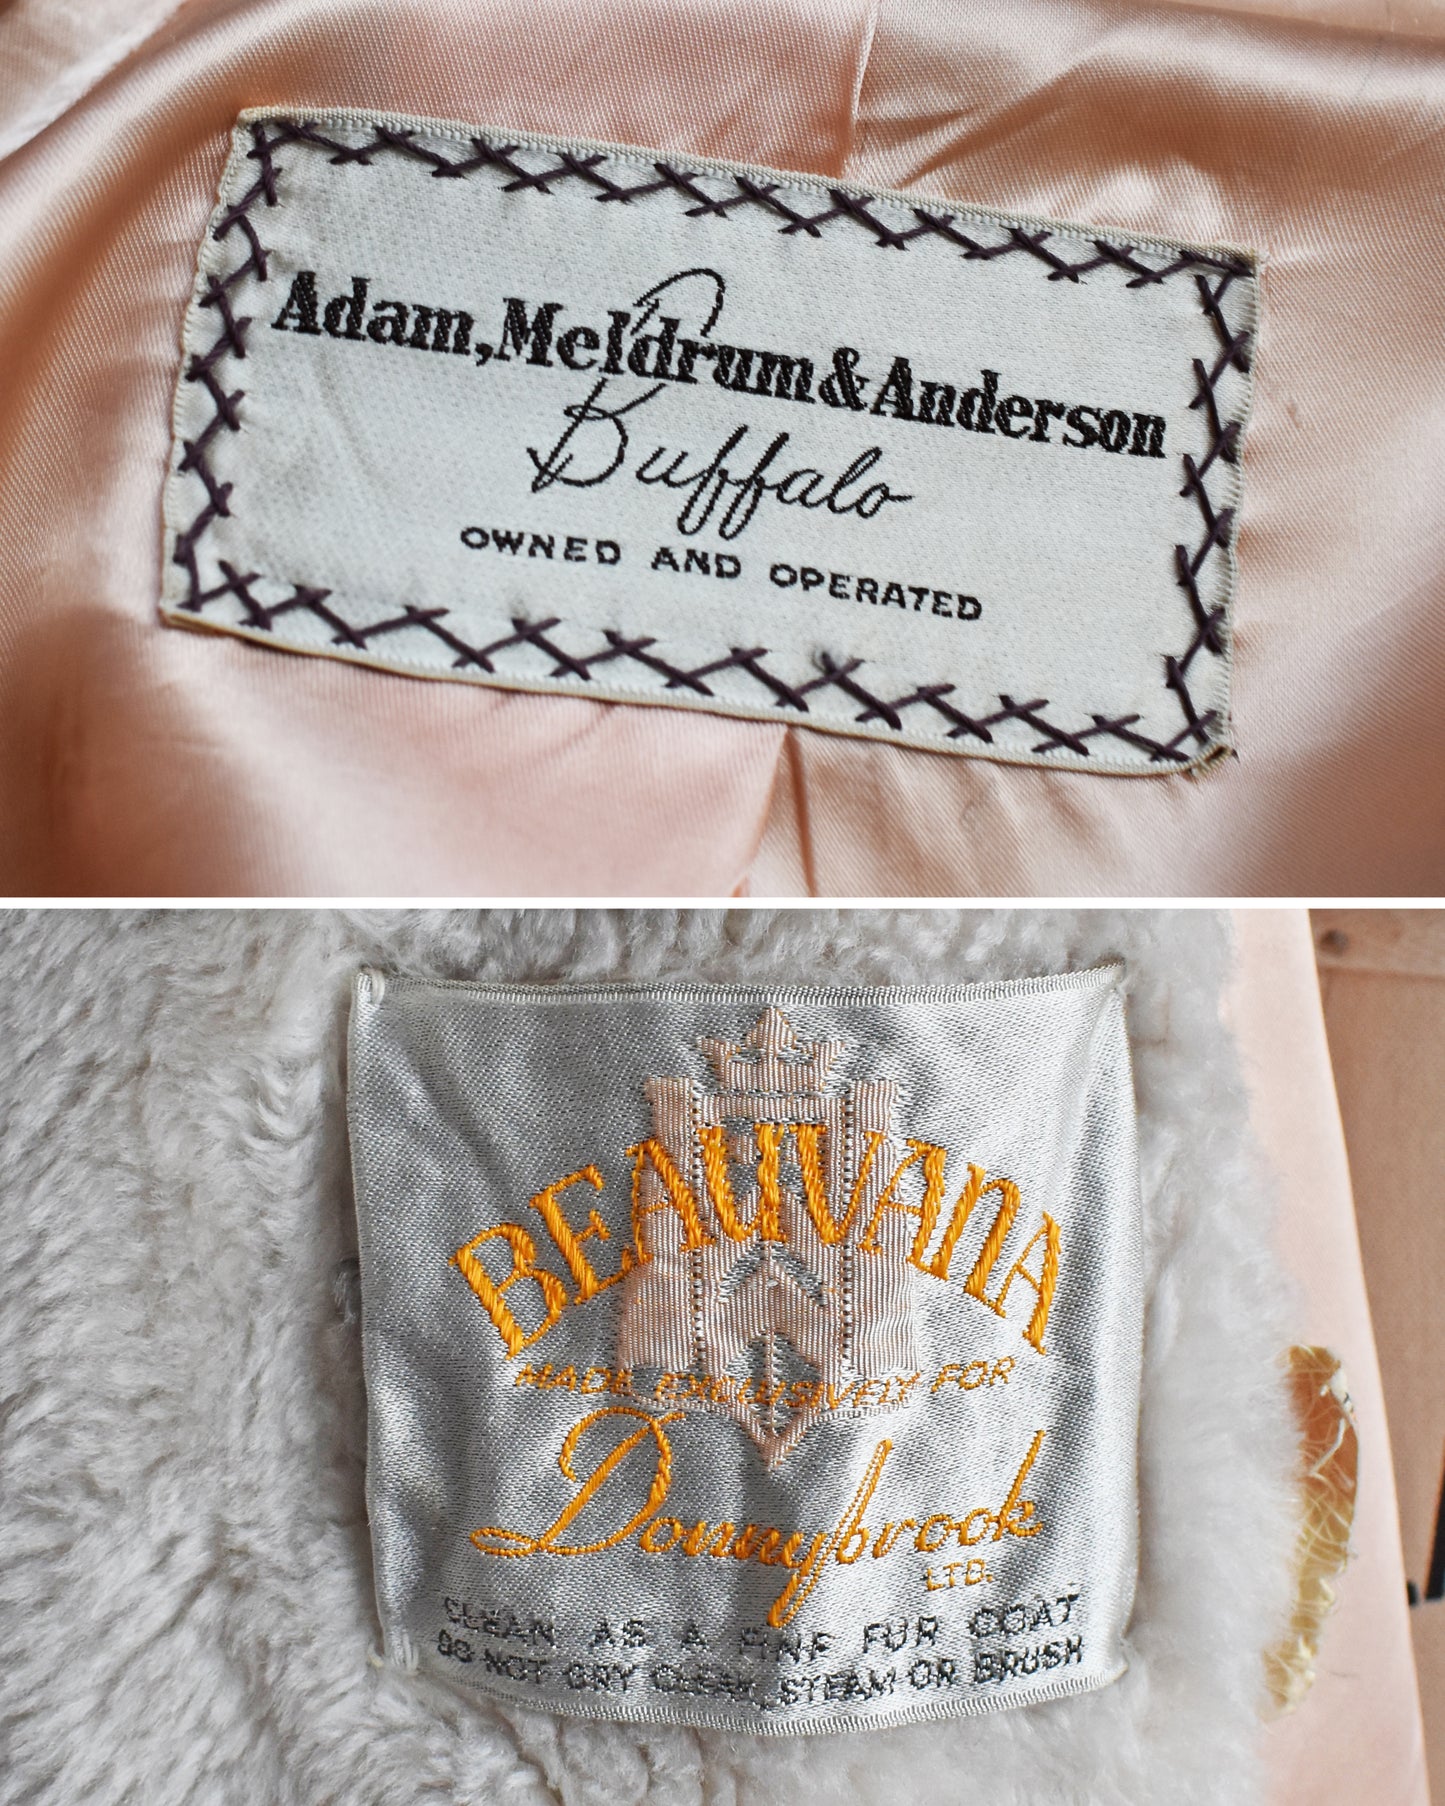 Adam, Meldrum & Anderson
Buffalo
OWNED AND OPERATED
BEAUVANA
MADE EXCLUSIVELY FOR
Donnybrook
LTD.
CLEAN AS A FINE FUR COAT
DO NOT DRY CLEAN, STEAM OR BRUSH